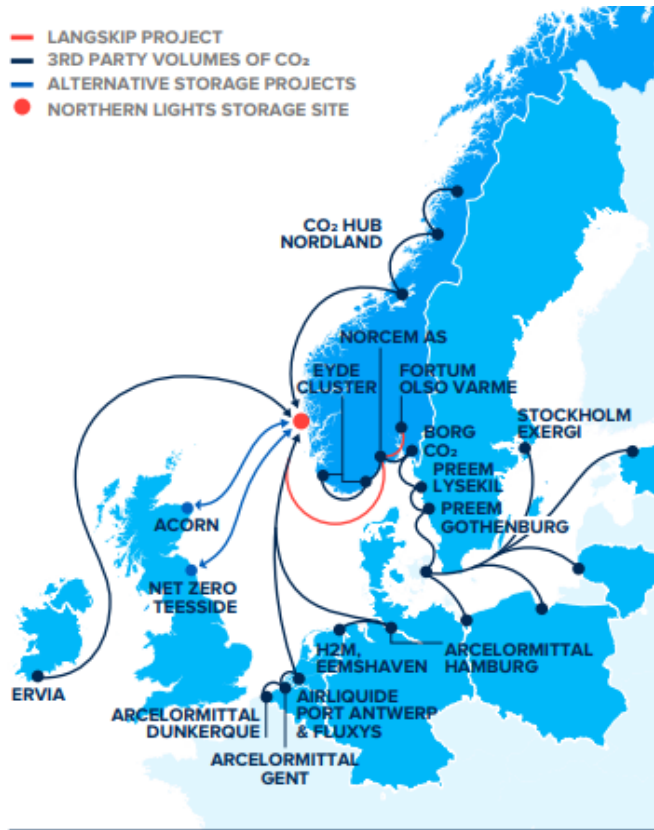 LANGSKIP PROJECT
3RD PARTY VOLUMES OF CO₂
ALTERNATIVE STORAGE PROJECTS
NORTHERN LIGHTS STORAGE SITE
CO₂ HUB
NORDLAND
NORCEM AS
EYDE
CLUSTER
FORTUM
OLSO VARME
BORG
CO₂
STOCKHOLM
EXERGI
PREEM
LYSEKIL
PREEM
GOTHENBURG
ACORN
NET ZERO
TEESSIDE
H2M,
EEMSHAVEN
ARCELORMITTAL
HAMBURG
ERVIA
ARCELORMITTAL
DUNKERQUE
AIRLIQUIDE
PORT ANTWERP
& FLUXYS
ARCELORMITTAL
GENT